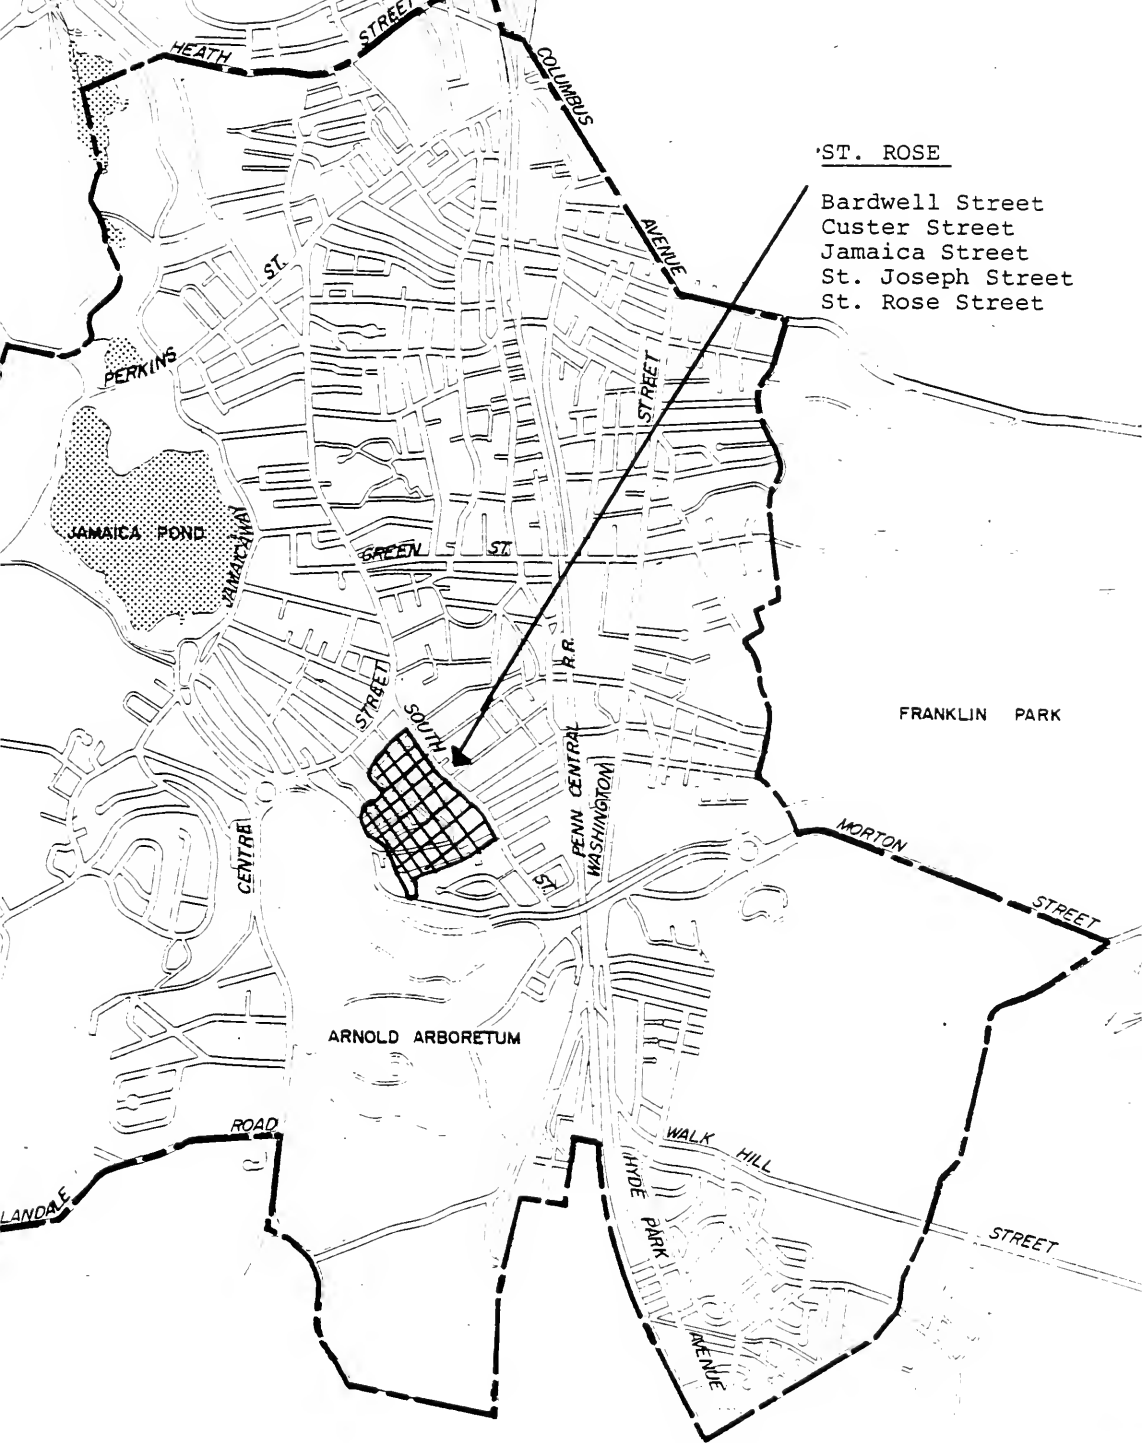 HEATH
STREET
COLUMBUS
AVENUE
ST. ROSE
Bardwell Street
Custer Street
Jamaica Street
St. Joseph Street
St. Rose Street
ST.
PERKINS
STREET
JAMAICA POND
JAMAICAWAY
GREEN ST.
STREET
SOUTH
R.R.
PENN CENTRAL
WASHINGTON
FRANKLIN PARK
CENTRE
ST.
MORTON
STREET
ARNOLD ARBORETUM
ROAD
LANDALE
WALK HILL
STREET
HYDE PARK
AVENUE